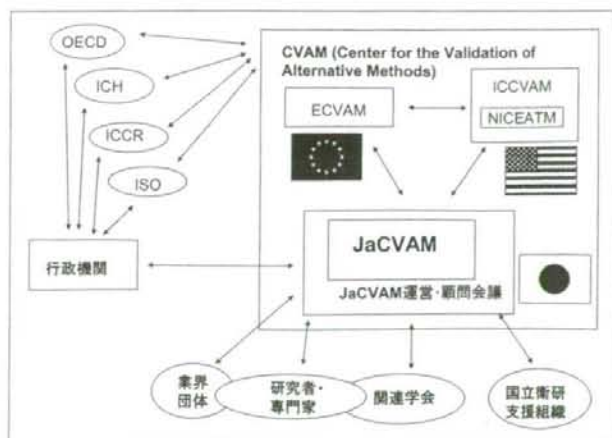 OECD
ICH
ICCR
ISO
CVAM (Center for the Validation of
Alternative Methods)
ECVAM
ICCVAM
NICEATM
JaCVAM
JaCVAM運営・顧問会議
行政機関
業界
団体
研究者・
専門家
関連学会
国立衛研
支援組織